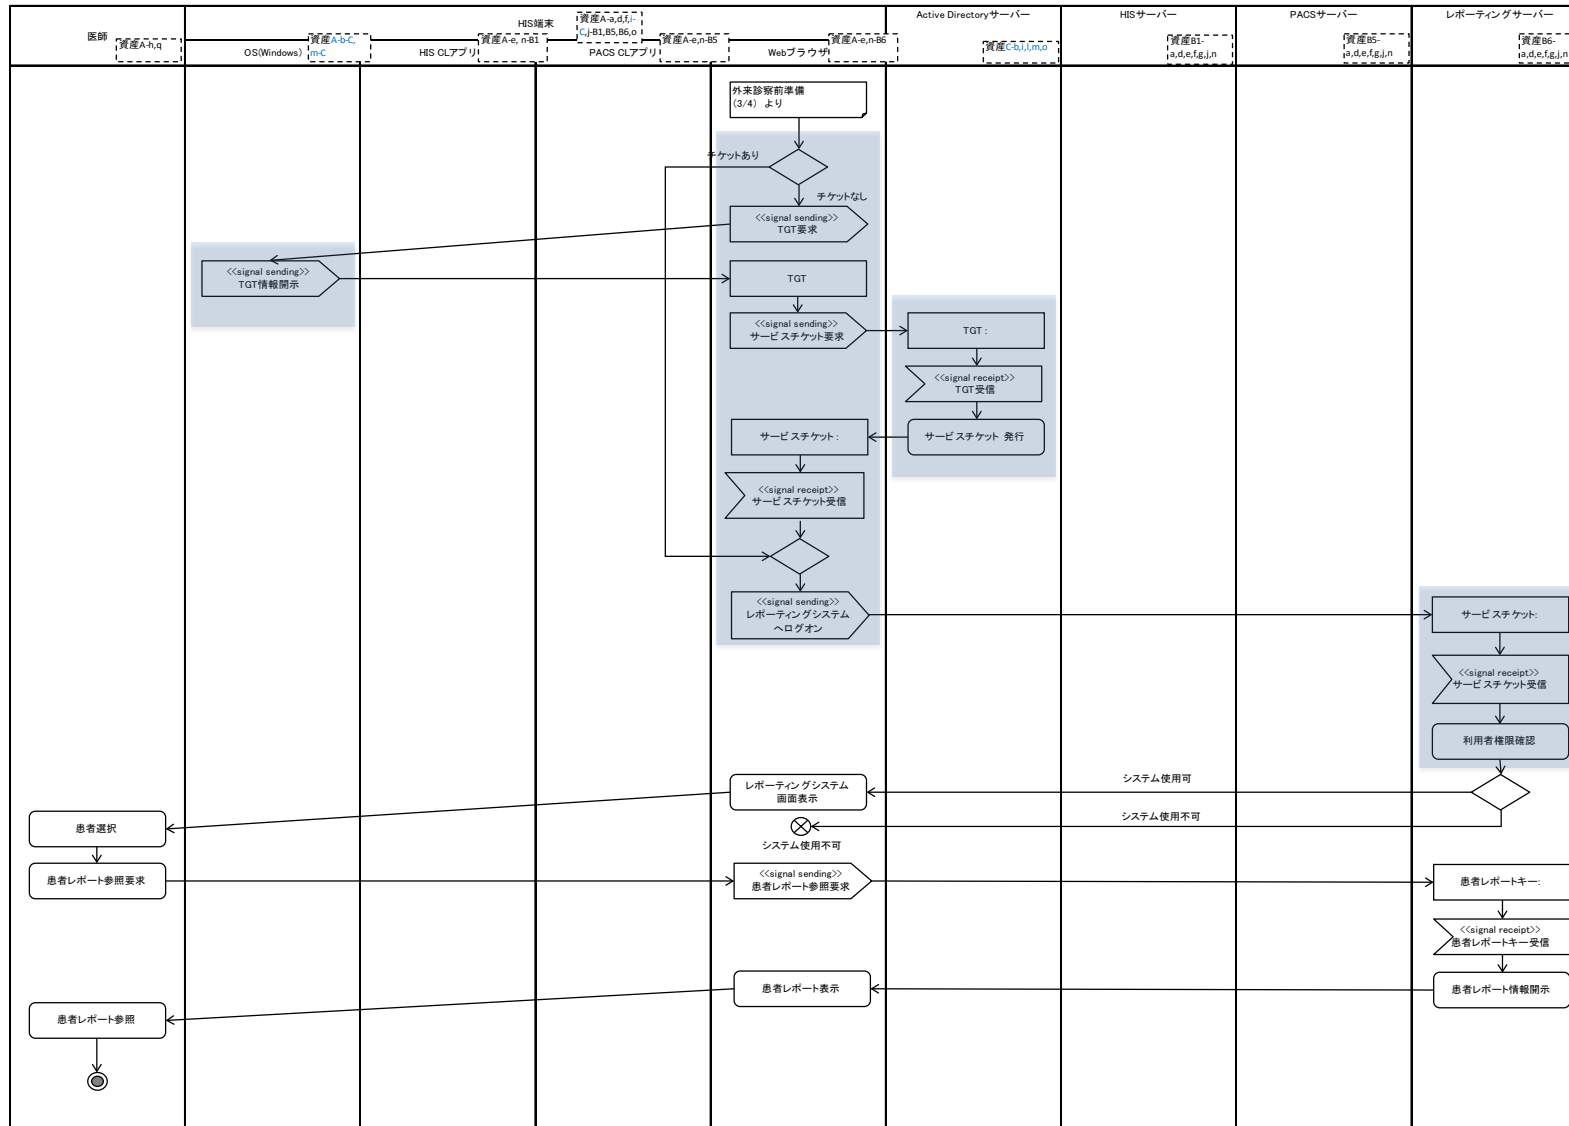 医師
資産A-h,q
HIS端末
資産A-a,d,f,i-
C,j-B1,B5,B6,o
OS(Windows)
資産A-b-C,
m-C
HIS CLアプリ
資産A-e, n-B1
PACS CLアプリ
資産A-e,n-B5
Webブラウザ
資産A-e,n-B6
Active Directoryサーバー
資産C-b,i,l,m,o
HISサーバー
資産B1-
a,d,e,f,g,j,n
PACSサーバー
資産B5-
a,d,e,f,g,j,n
レポーティングサーバー
資産B6-
a,d,e,f,g,j,n
外来診察前準備
(3/4) より
チケットあり
チケットなし
<<signal sending>>
TGT要求
<<signal sending>>
TGT情報開示
TGT
<<signal sending>>
サービスチケット要求
TGT :
<<signal receipt>>
TGT受信
サービスチケット 発行
サービスチケット :
<<signal receipt>>
サービスチケット受信
<<signal sending>>
レポーティングシステム
へログオン
サービスチケット:
<<signal receipt>>
サービスチケット受信
利用者権限確認
システム使用可
レポーティングシステム
画面表示
システム使用不可
システム使用不可
患者選択
患者レポート参照要求
<<signal sending>>
患者レポート参照要求
患者レポートキー:
<<signal receipt>>
患者レポートキー受信
患者レポート情報開示
患者レポート表示
患者レポート参照